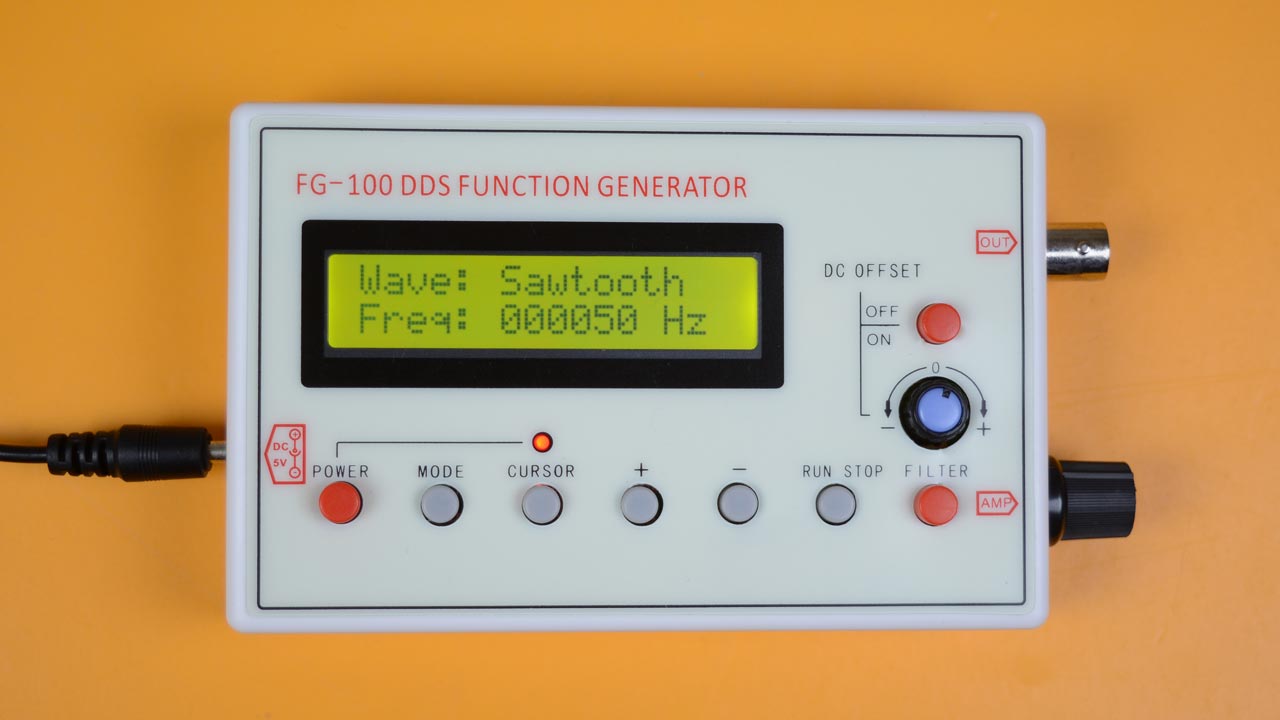 FG-100 DDS FUNCTION GENERATOR
Wave: Sawtooth
Freq: 000050 Hz
OUT
DC OFFSET
OFF
ON
0
- +
DC
5V
+
-
POWER MODE CURSOR + - RUN STOP FILTER
AMP